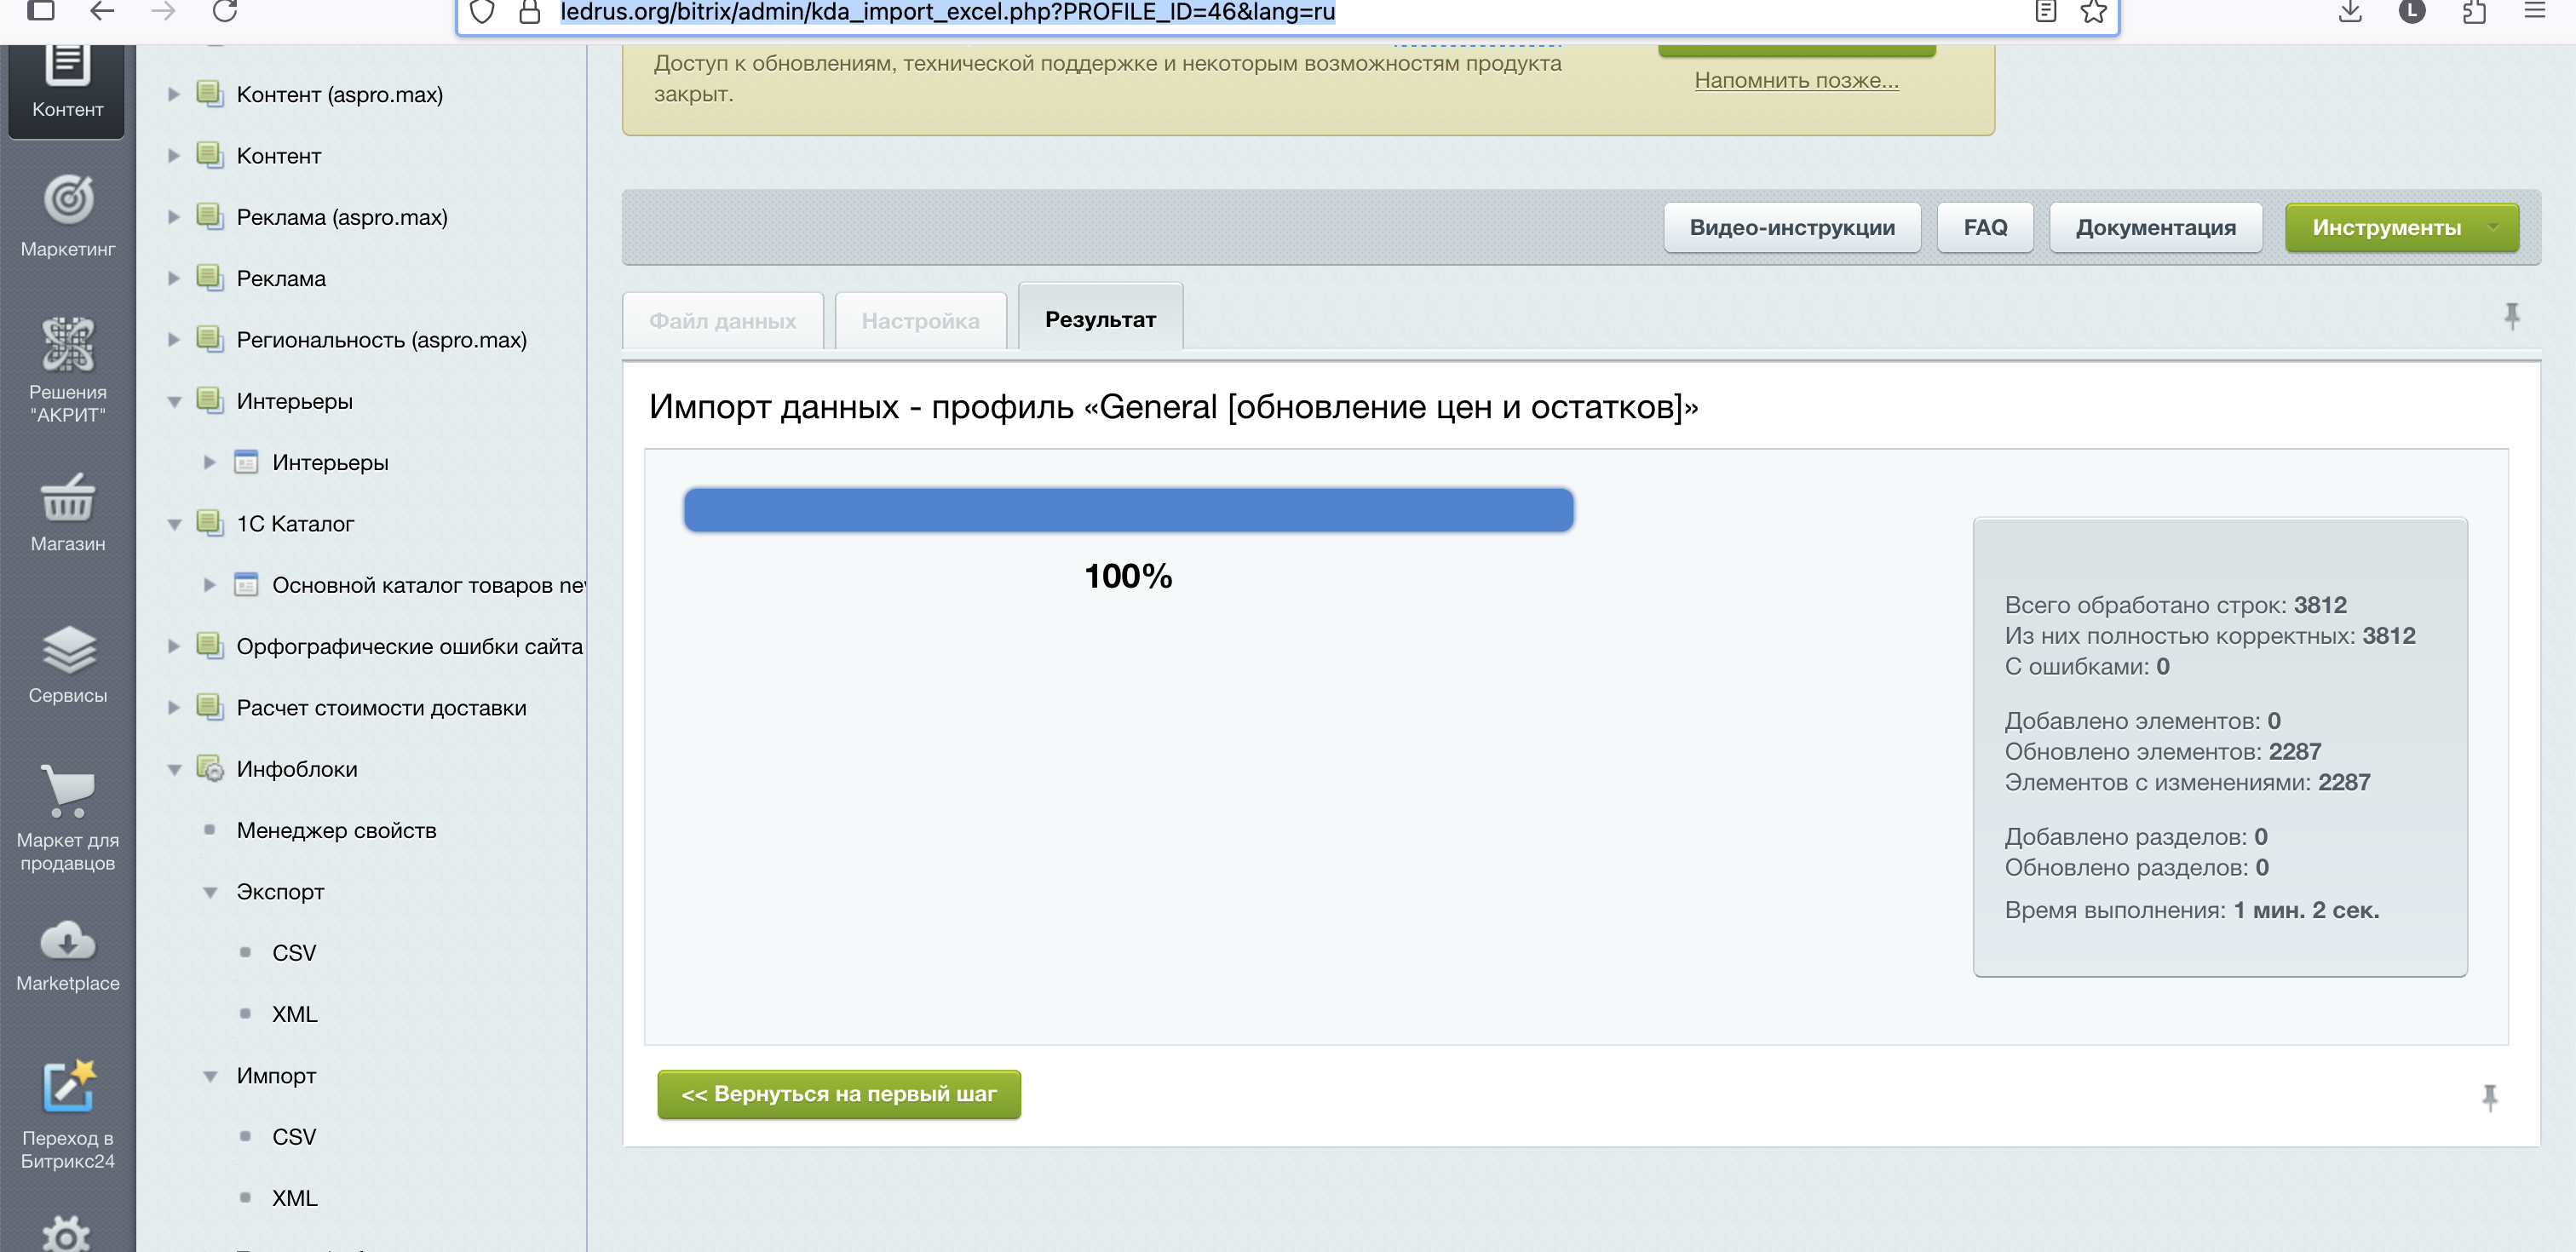 ledrus.org/bitrix/admin/kda_import_excel.php?PROFILE_ID=46&lang=ru
L
Контент
Маркетинг
Решения
"АКРИТ"
Магазин
Сервисы
Маркет для
продавцов
Marketplace
Переход в
Битрикс24
Контент (aspro.max)
Контент
Реклама (aspro.max)
Реклама
Региональность (aspro.max)
Интерьеры
Интерьеры
1С Каталог
Основной каталог товаров ne
Орфографические ошибки сайта
Расчет стоимости доставки
Инфоблоки
Менеджер свойств
Экспорт
CSV
XML
Импорт
CSV
XML
Доступ к обновлениям, технической поддержке и некоторым возможностям продукта
закрыт.
Напомнить позже...
Видео-инструкции
FAQ
Документация
Инструменты
Файл данных
Настройка
Результат
Импорт данных - профиль «General [обновление цен и остатков]»
100%
Всего обработано строк: 3812
Из них полностью корректных: 3812
С ошибками: 0
Добавлено элементов: 0
Обновлено элементов: 2287
Элементов с изменениями: 2287
Добавлено разделов: 0
Обновлено разделов: 0
Время выполнения: 1 мин. 2 сек.
<< Вернуться на первый шаг